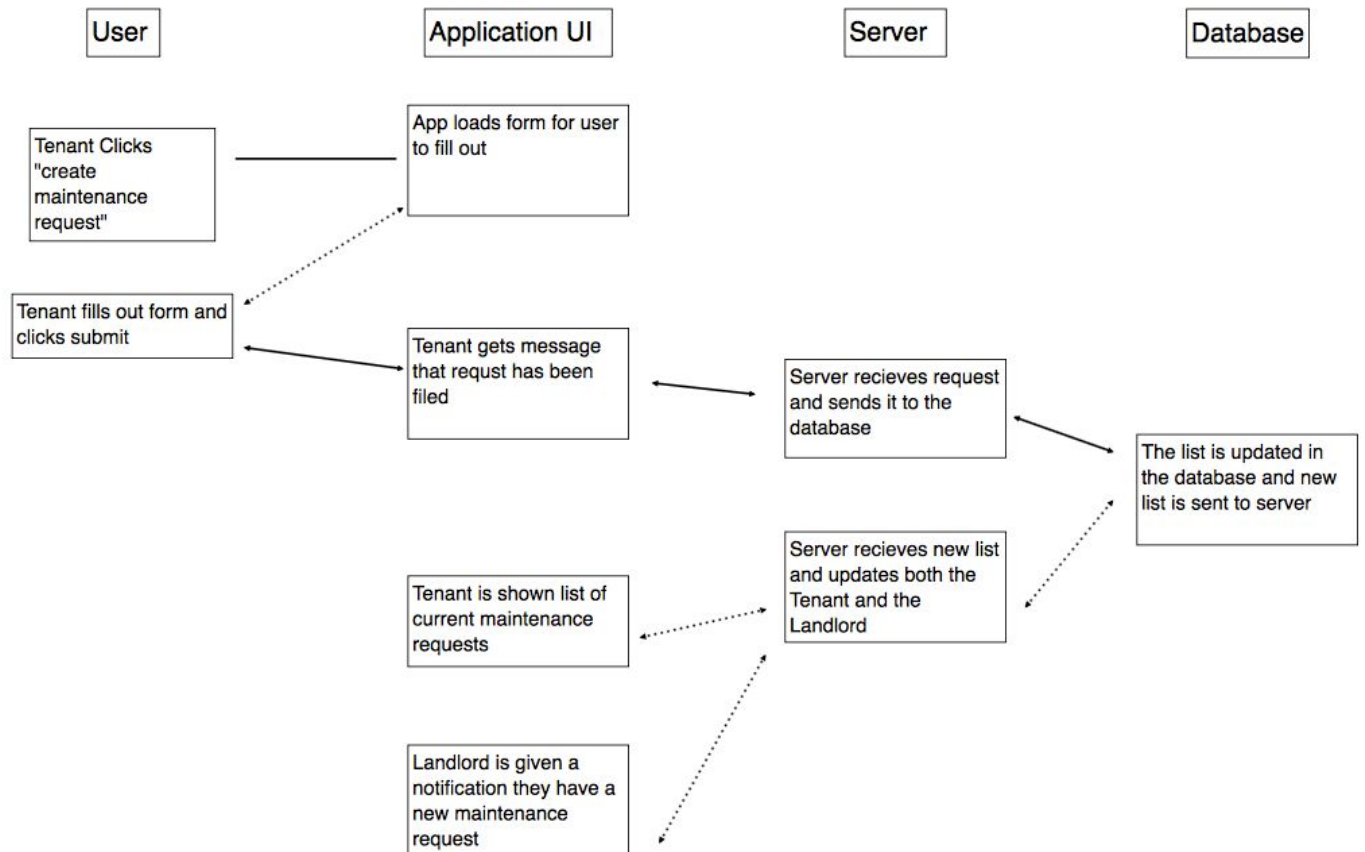 User
Application UI
Server
Database
Tenant Clicks
"create
maintenance
request"
App loads form for user
to fill out
Tenant fills out form and
clicks submit
Tenant gets message
that requst has been
filed
Server recieves request
and sends it to the
database
The list is updated in
the database and new
list is sent to server
Server recieves new list
and updates both the
Tenant and the
Landlord
Tenant is shown list of
current maintenance
requests
Landlord is given a
notification they have a
new maintenance
request